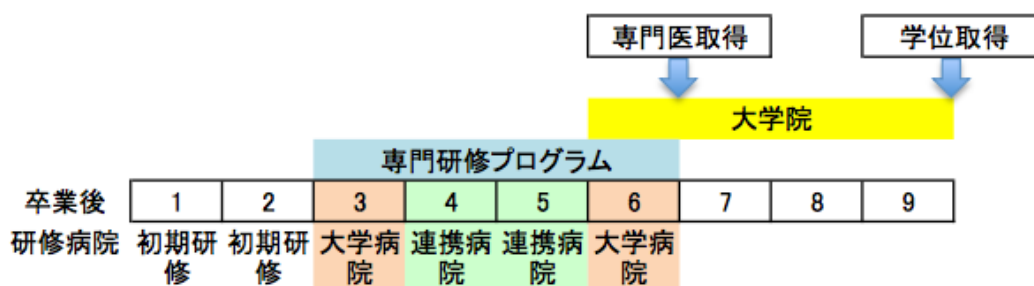 専門医取得 学位取得
大学院
専門研修プログラム
卒業後 1 2 3 4 5 6 7 8 9
研修病院 初期研修 初期研修 大学病院 連携病院 連携病院 大学病院